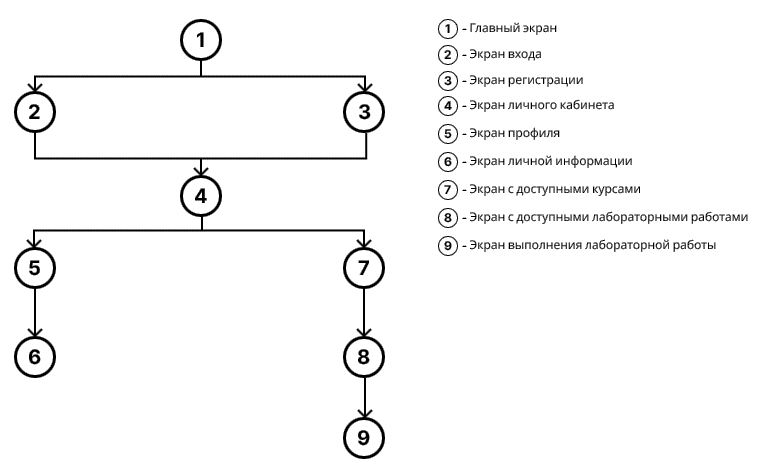 1
2
3
4
5
7
6
8
9
1 - Главный экран
2 - Экран входа
3 - Экран регистрации
4 - Экран личного кабинета
5 - Экран профиля
6 - Экран личной информации
7 - Экран с доступными курсами
8 - Экран с доступными лабораторными работами
9 - Экран выполнения лабораторной работы